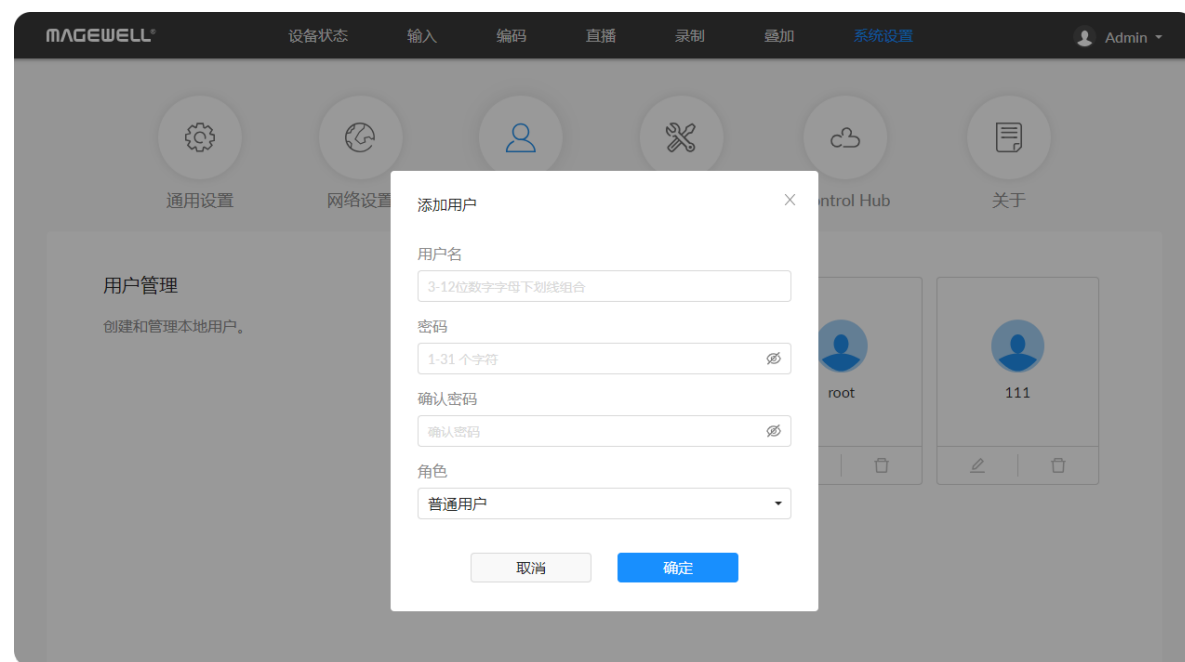 MAGEWELL®
设备状态 输入 编码 直播 录制 叠加 系统设置 Admin
通用设置 网络设置 ntrol Hub 关于
添加用户
用户名
3-12位数字字母下划线组合
密码
1-31 个字符
确认密码
确认密码
角色
普通用户
取消 确定
用户管理
创建和管理本地用户。
root
111